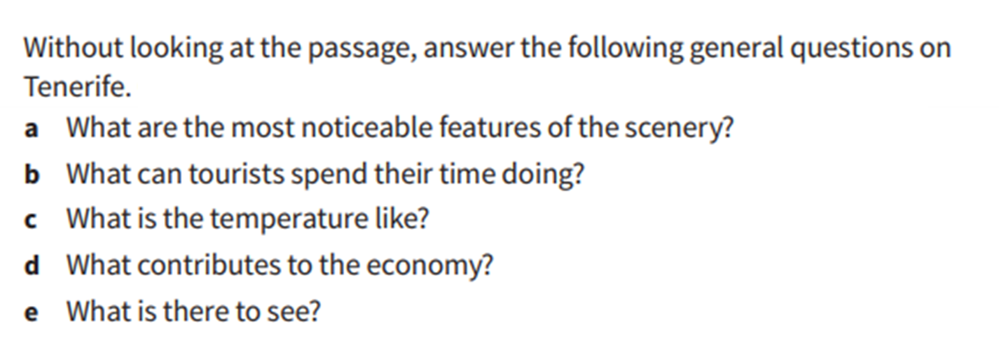 Without looking at the passage, answer the following general questions on
Tenerife.
a What are the most noticeable features of the scenery?
b What can tourists spend their time doing?
c What is the temperature like?
d What contributes to the economy?
e What is there to see?